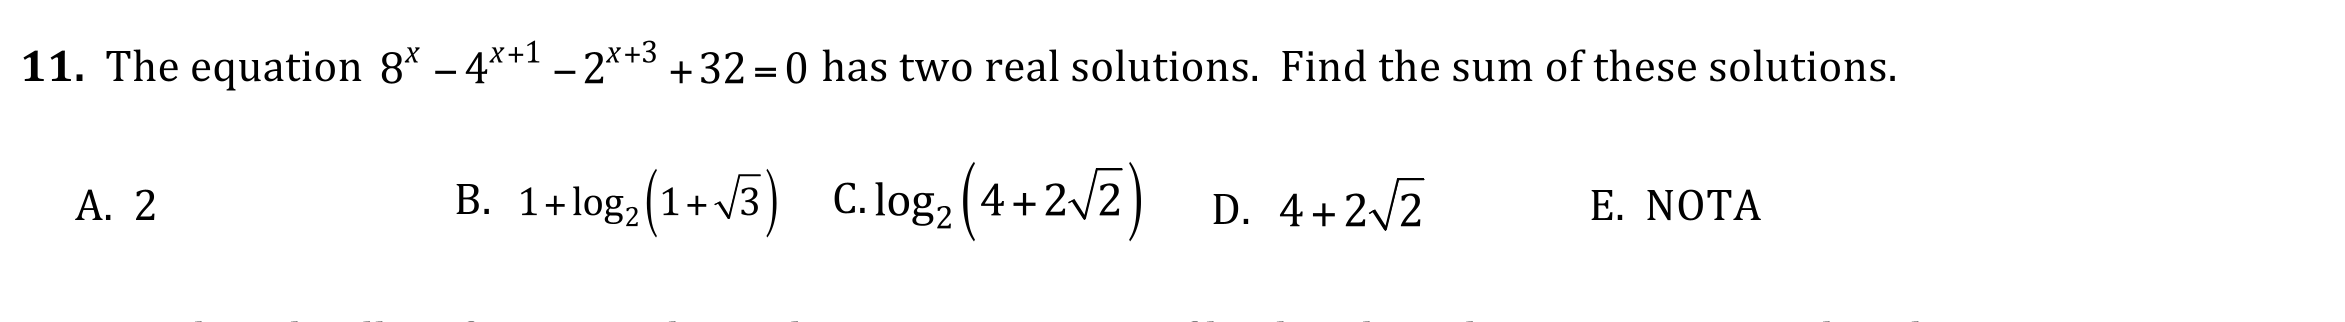 11. The equation 8^x − 4^{x+1} − 2^{x+3} + 32 = 0 has two real solutions. Find the sum of these solutions.
A. 2 B. 1 + log₂(1 + √3) C. log₂(4 + 2√2) D. 4 + 2√2 E. NOTA